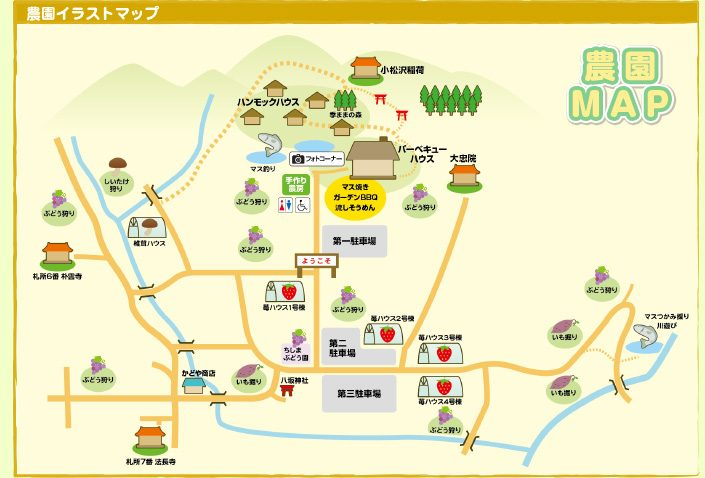 農園イラストマップ
農園
MAP
小松沢稲荷
ハンモックハウス
季ままの森
バーベキュー
ハウス
大忠院
マス釣り
フォトコーナー
手作り
厨房
マス焼き
ガーデンBBQ
流しそうめん
しいたけ
狩り
ぶどう狩り
ぶどう狩り
ぶどう狩り
ぶどう狩り
椎茸ハウス
第一駐車場
札所6番 卜雲寺
ようこそ
苺ハウス1号棟
ぶどう狩り
ぶどう狩り
マスつかみ捕り
川遊び
苺ハウス2号棟
苺ハウス3号棟
いも掘り
ちしま
ぶどう園
第二
駐車場
ぶどう狩り
かどや商店
いも掘り
八坂神社
第三駐車場
苺ハウス4号棟
いも掘り
ぶどう狩り
札所7番 法長寺